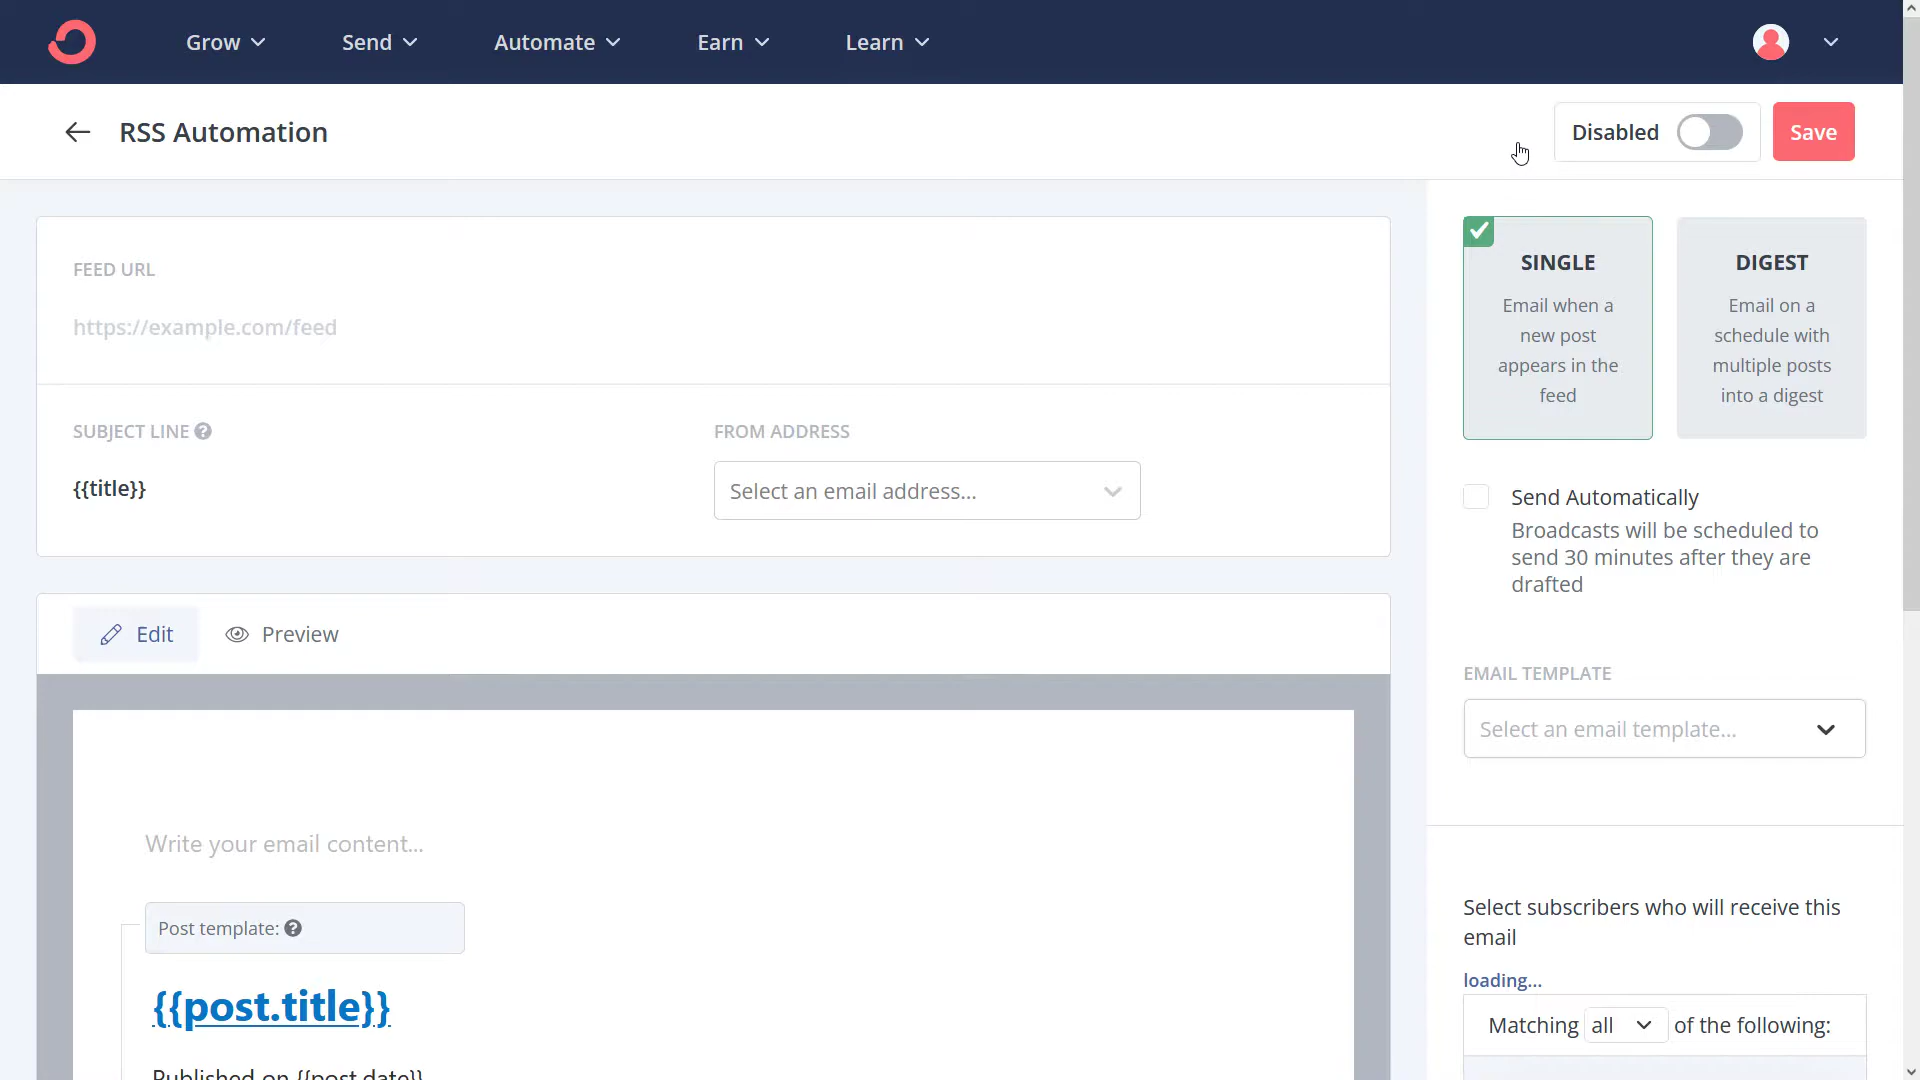 Grow
Send
Automate
Earn
Learn
RSS Automation
Disabled
Save
FEED URL
https://example.com/feed
SUBJECT LINE
{{title}}
FROM ADDRESS
Select an email address...
SINGLE
Email when a
new post
appears in the
feed
DIGEST
Email on a
schedule with
multiple posts
into a digest
Send Automatically
Broadcasts will be scheduled to
send 30 minutes after they are
drafted
Edit
Preview
EMAIL TEMPLATE
Select an email template...
Write your email content...
Post template:
{{post.title}}
Published on {{post.date}}
Select subscribers who will receive this
email
loading...
Matching all of the following: